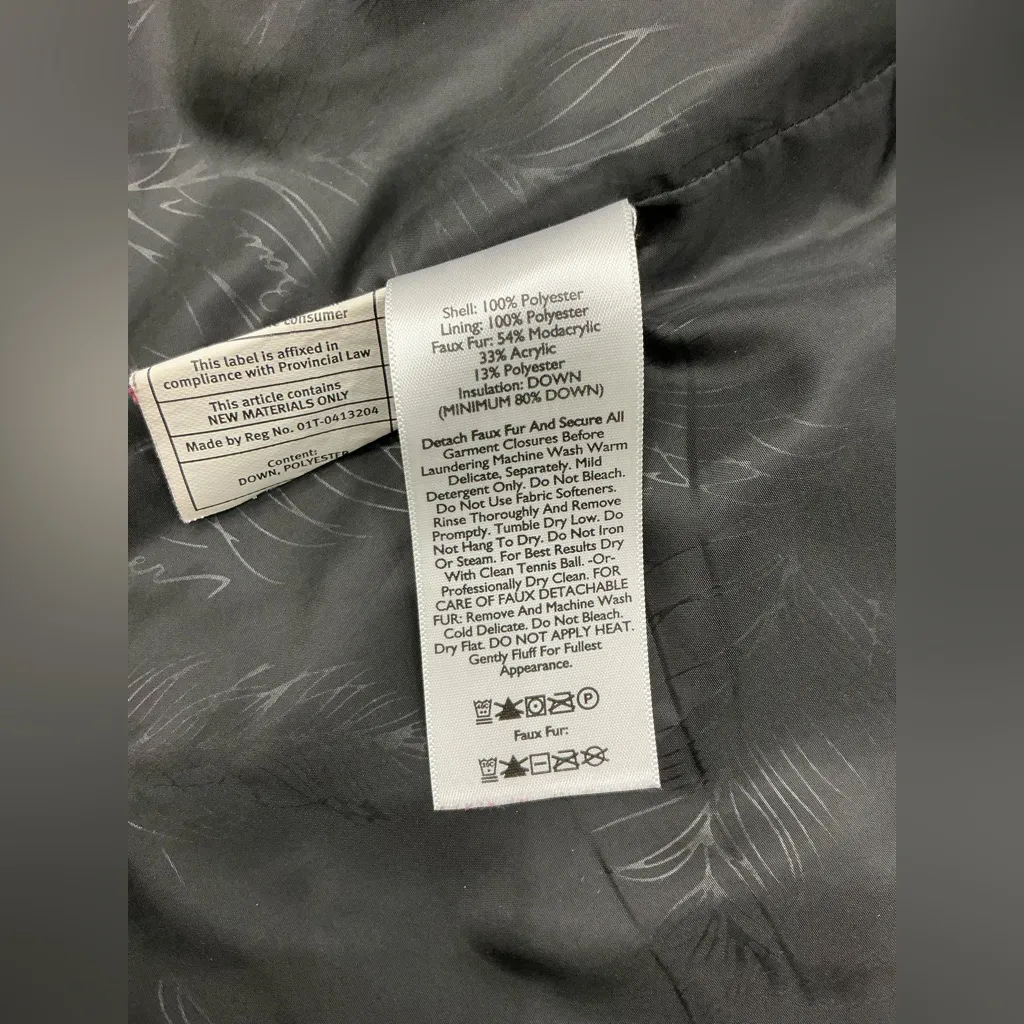 consumer
This label is affixed in
compliance with Provincial Law
This article contains
NEW MATERIALS ONLY
Made by Reg No. 01T-0413204
Content:
DOWN, POLYESTER
Shell: 100% Polyester
Lining: 100% Polyester
Faux Fur: 54% Modacrylic
33% Acrylic
13% Polyester
Insulation: DOWN
(MINIMUM 80% DOWN)
Detach Faux Fur And Secure All
Garment Closures Before
Laundering Machine Wash Warm
Delicate, Separately. Mild
Detergent Only. Do Not Bleach.
Do Not Use Fabric Softeners.
Rinse Thoroughly And Remove
Promptly. Tumble Dry Low. Do
Not Hang To Dry. Do Not Iron
Or Steam. For Best Results Dry
With Clean Tennis Ball. -Or-
Professionally Dry Clean. FOR
CARE OF FAUX DETACHABLE
FUR: Remove And Machine Wash
Cold Delicate. Do Not Bleach.
Dry Flat. DO NOT APPLY HEAT.
Gently Fluff For Fullest
Appearance.
P
Faux Fur: